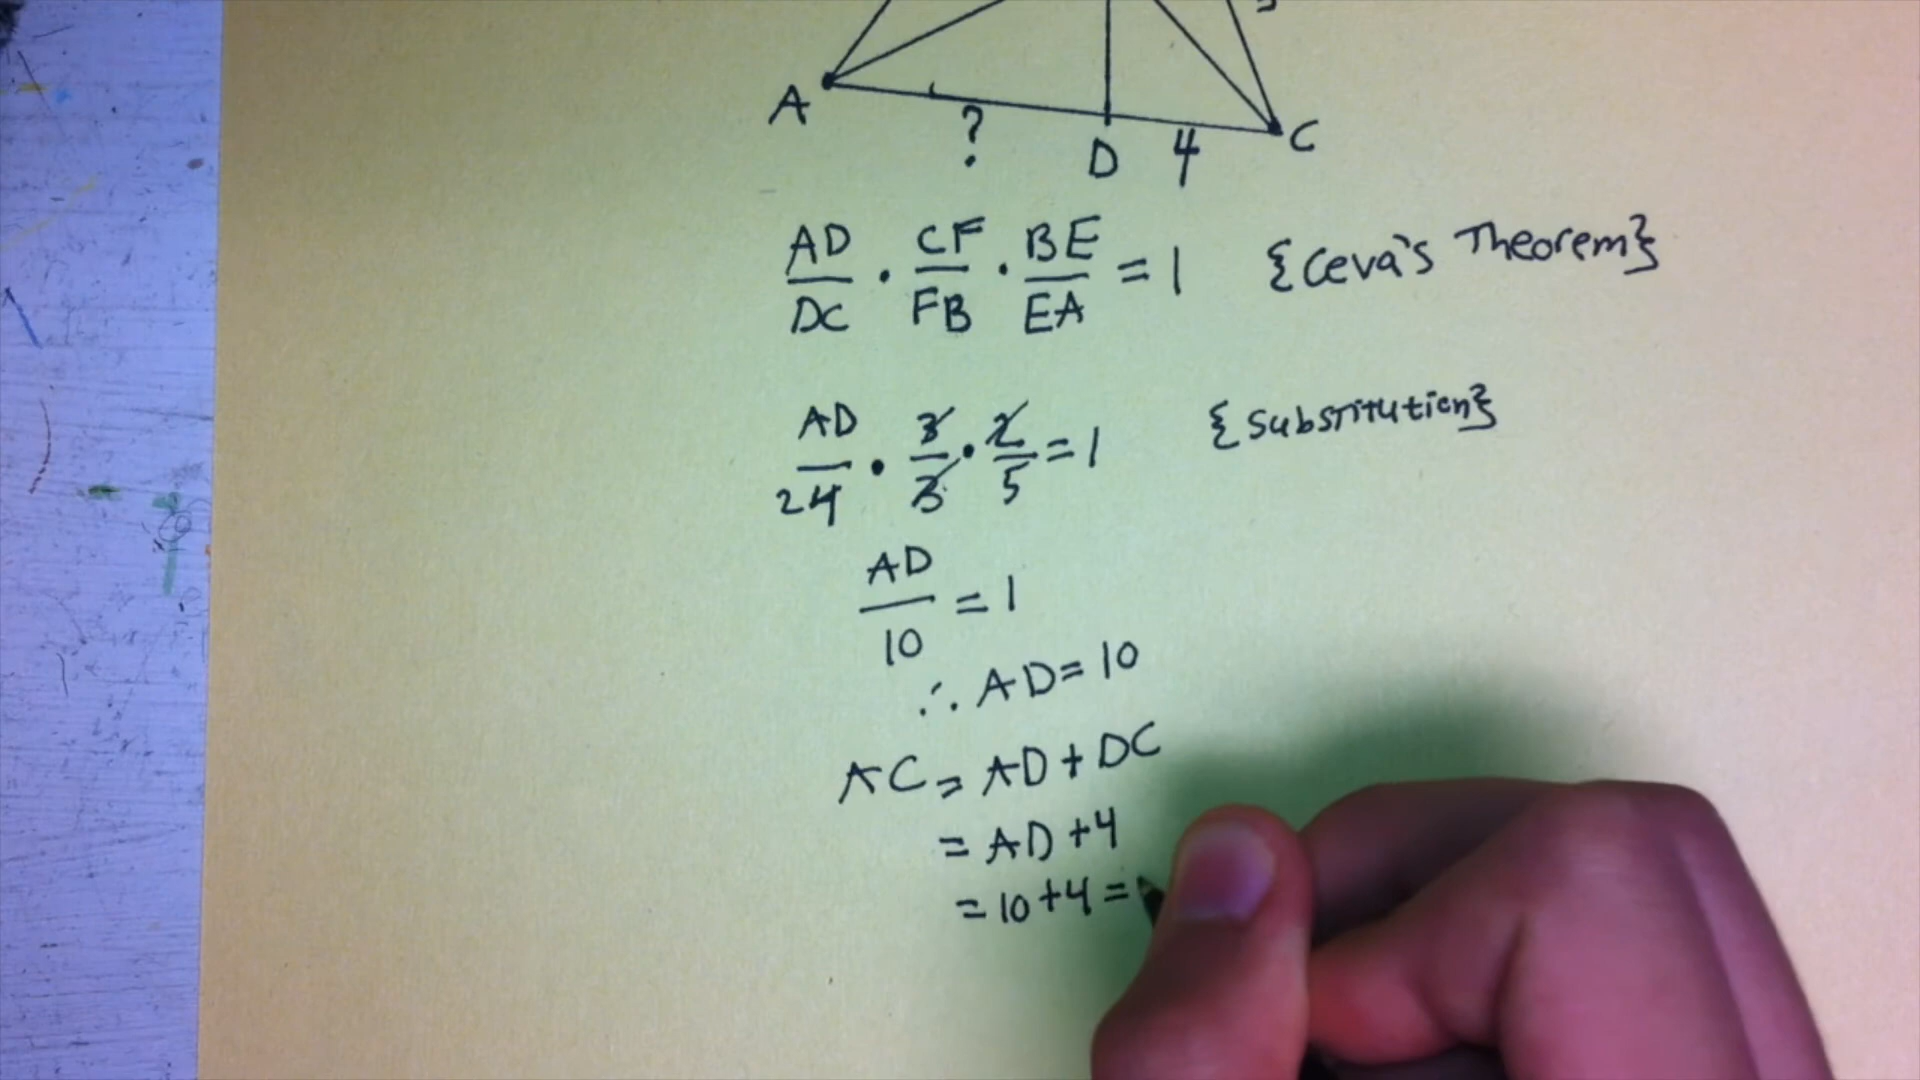 A
?
D
4
C
AD/DC · CF/FB · BE/EA = 1 {Ceva's Theorem}
AD/24 · 3/3 · 2/5 = 1 {Substitution}
AD/10 = 1
∴ AD = 10
AC = AD + DC
= AD + 4
= 10 + 4 =